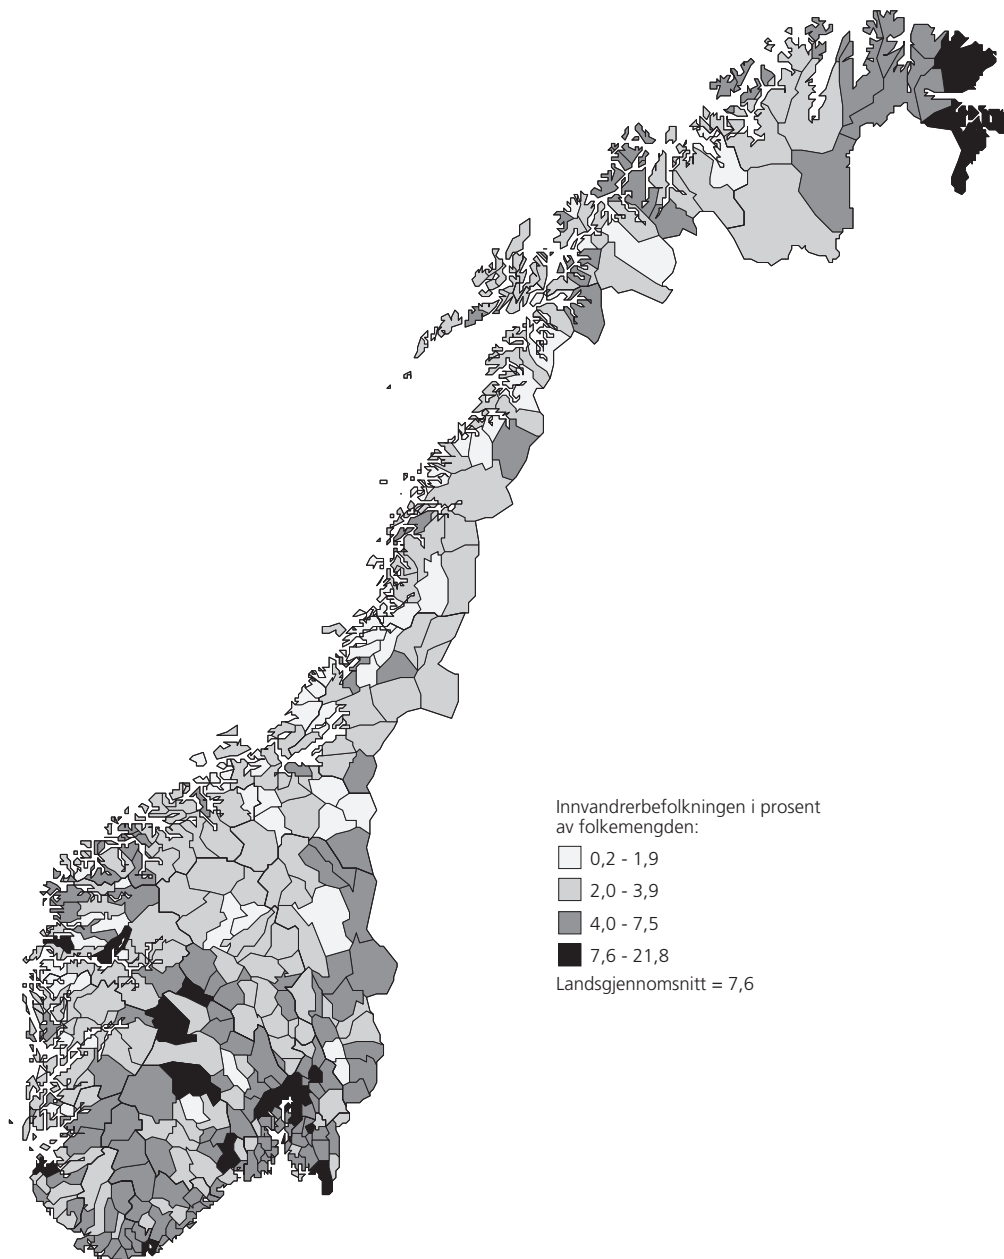 Innvandrerbefolkningen i prosent
av folkemengden:
0,2 - 1,9
2,0 - 3,9
4,0 - 7,5
7,6 - 21,8
Landsgjennomsnitt = 7,6